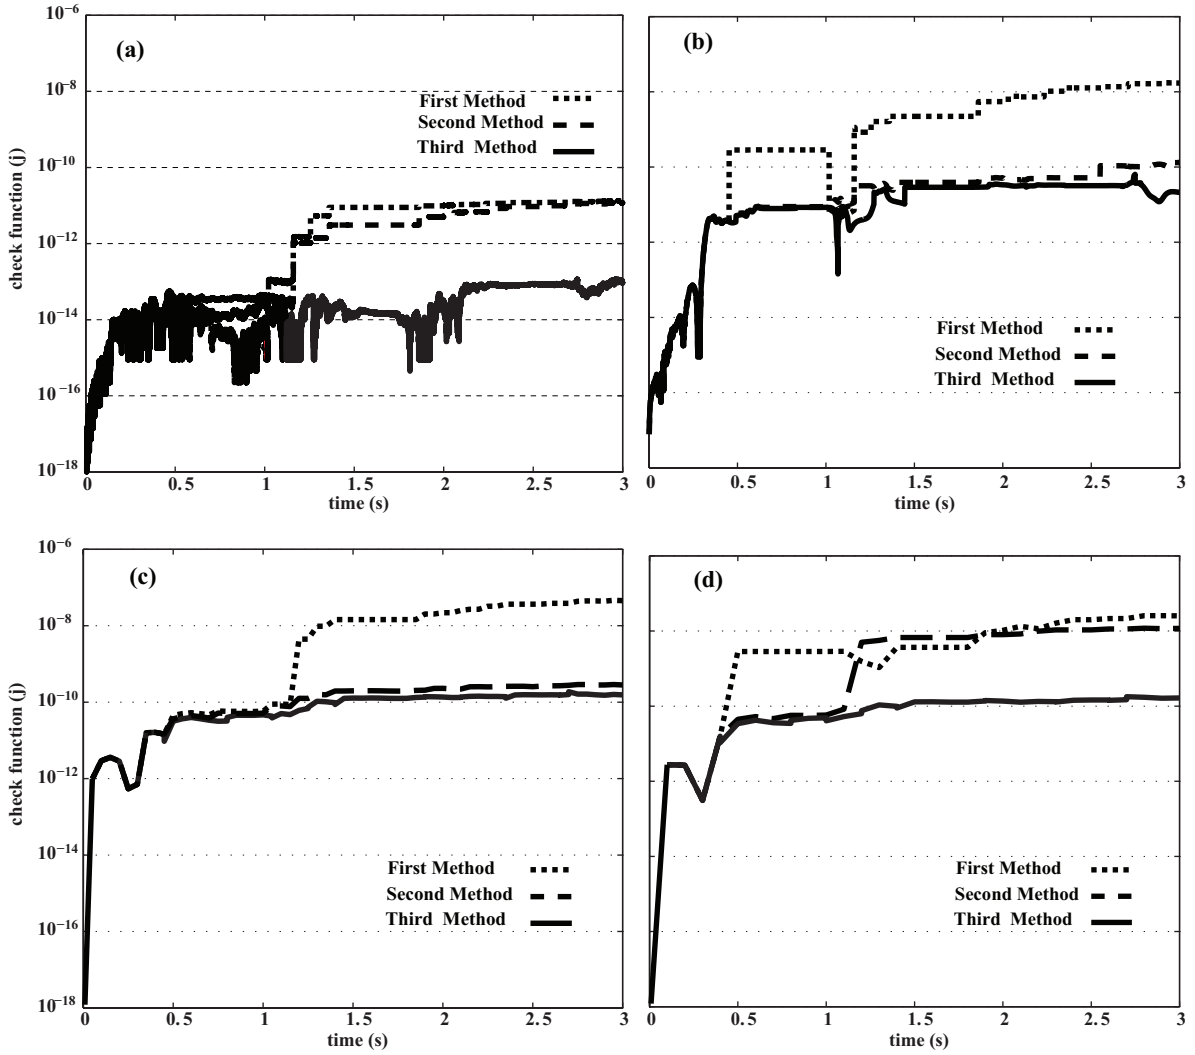 (a)
10⁻⁶
10⁻⁸
10⁻¹⁰
10⁻¹²
10⁻¹⁴
10⁻¹⁶
10⁻¹⁸
check function (j)
First Method
Second Method
Third Method
0 0.5 1 1.5 2 2.5 3
time (s)
(b)
First Method
Second Method
Third Method
0 0.5 1 1.5 2 2.5 3
time (s)
(c)
10⁻⁶
10⁻⁸
10⁻¹⁰
10⁻¹²
10⁻¹⁴
10⁻¹⁶
10⁻¹⁸
check function (j)
First Method
Second Method
Third Method
0 0.5 1 1.5 2 2.5 3
time (s)
(d)
First Method
Second Method
Third Method
0 0.5 1 1.5 2 2.5 3
time (s)